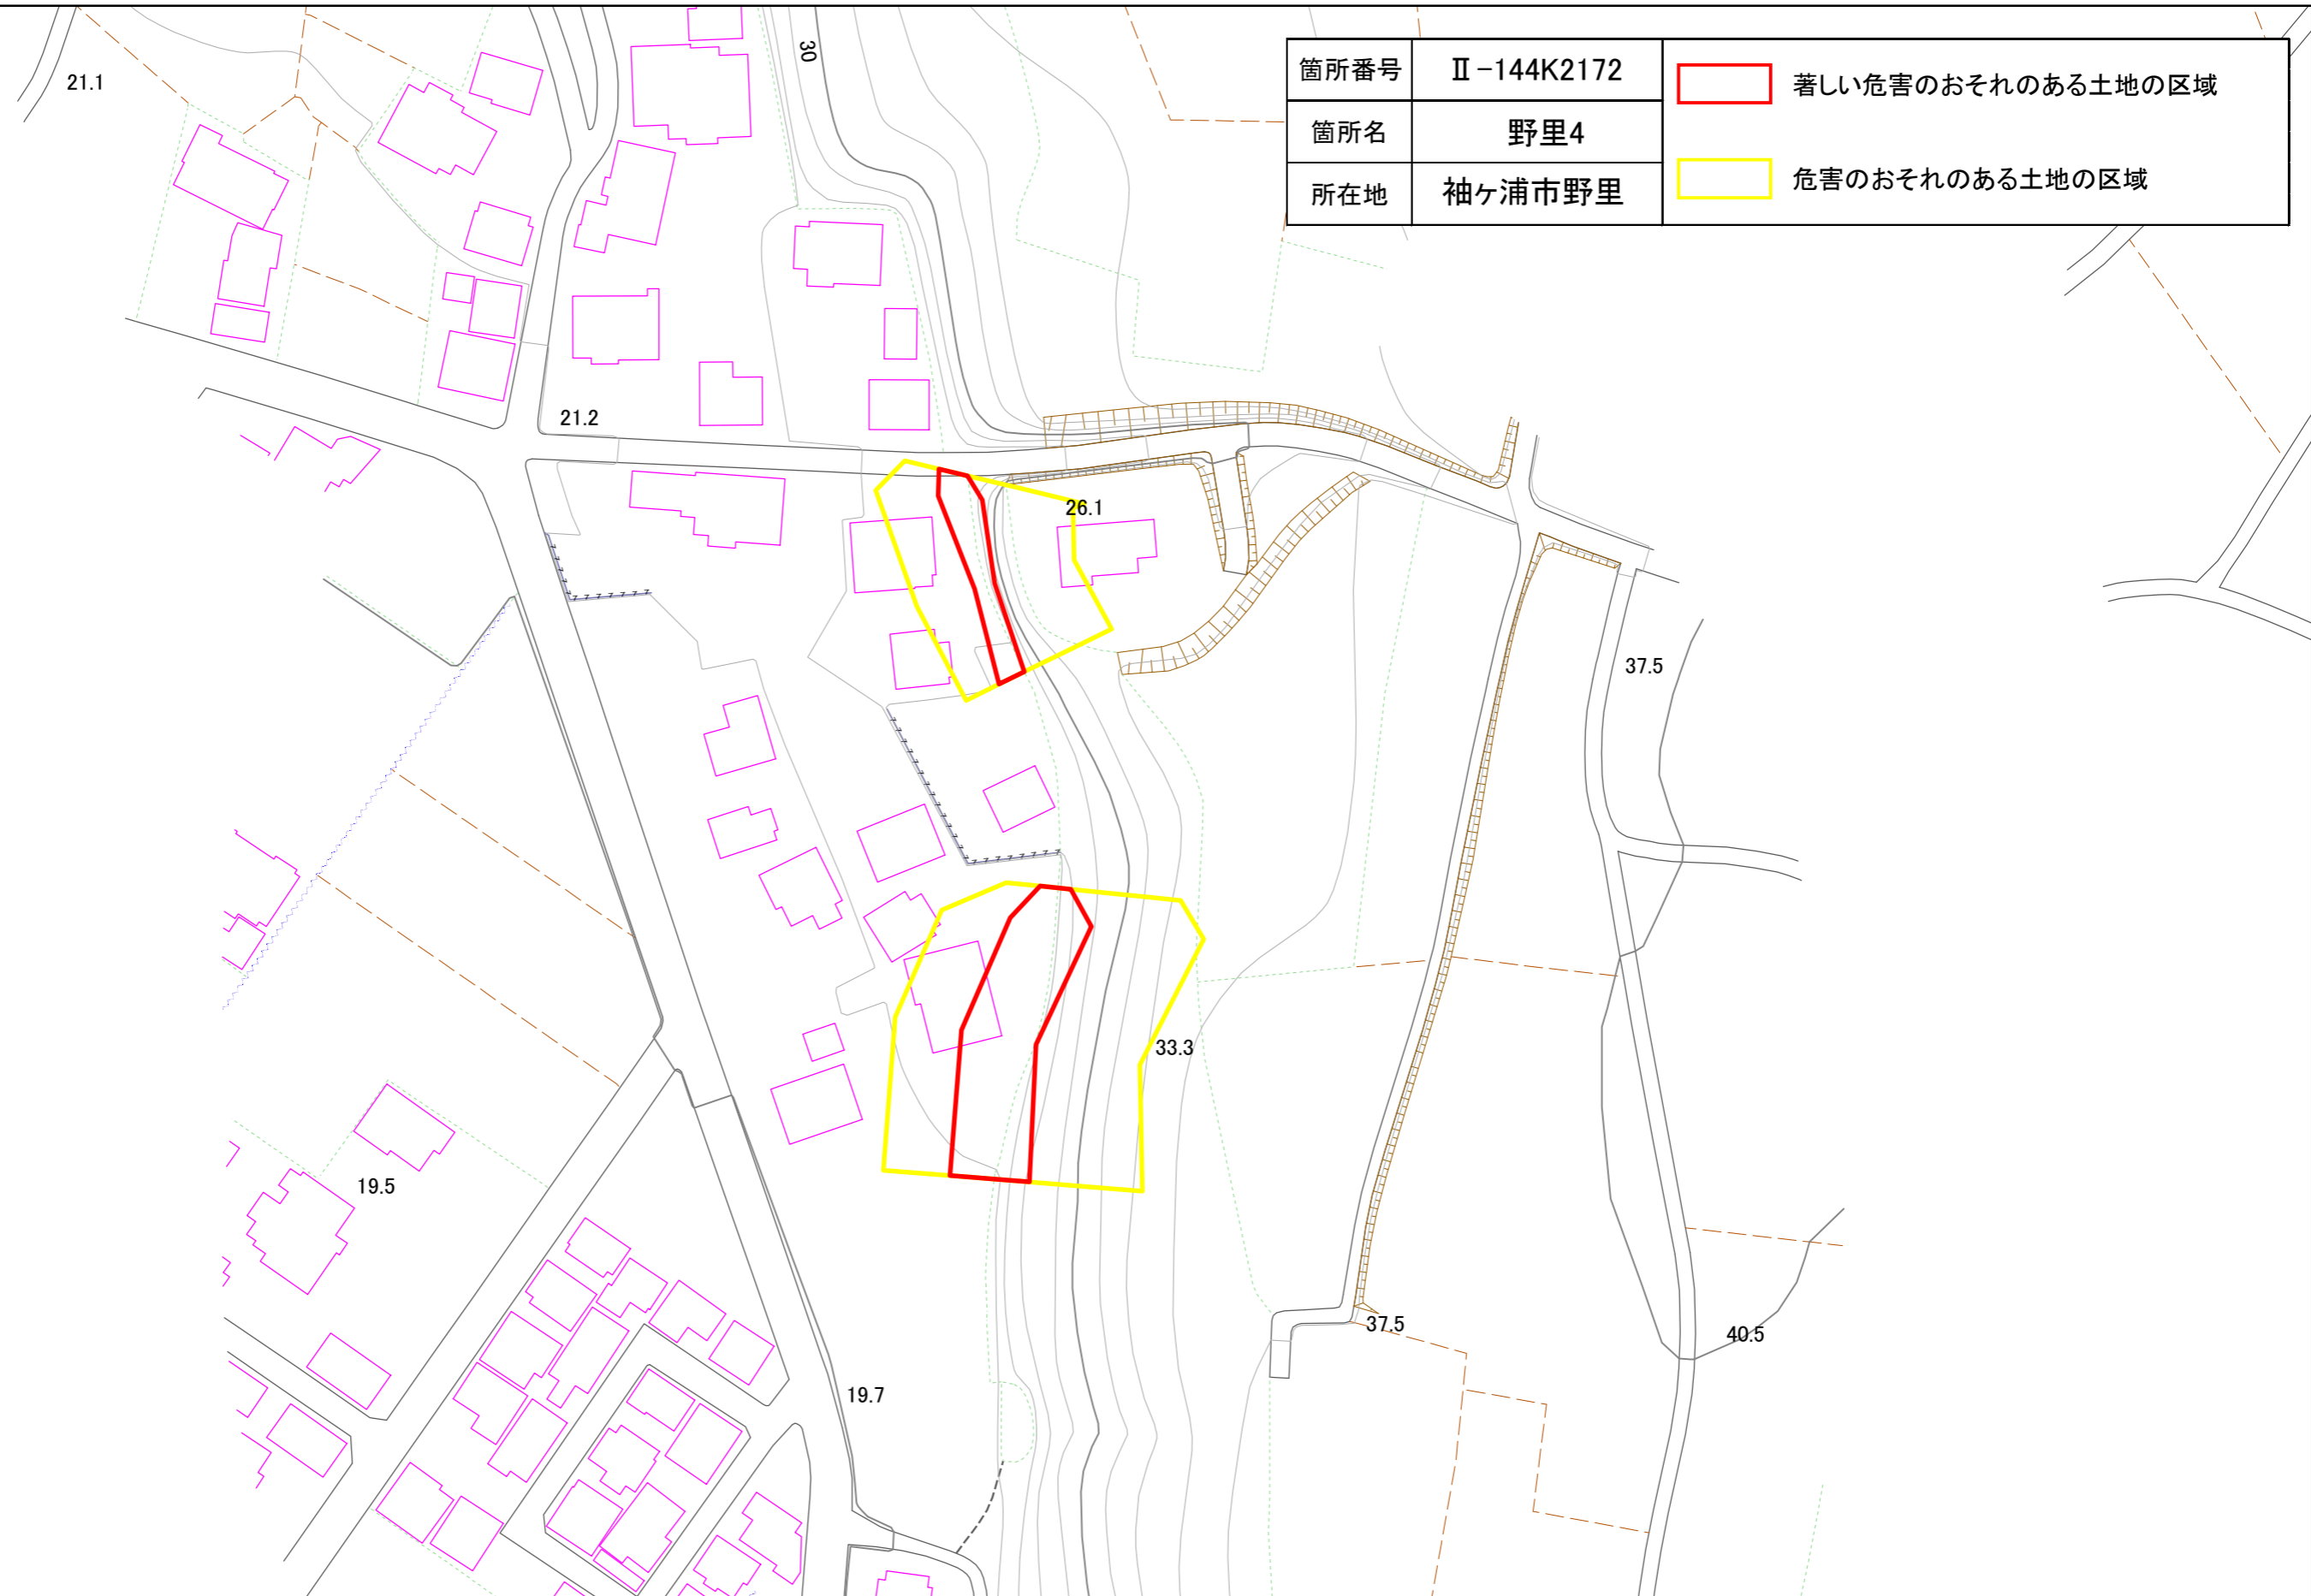 箇所番号 Ⅱ-144K2172
箇所名 野里4
所在地 袖ヶ浦市野里
著しい危害のおそれのある土地の区域
危害のおそれのある土地の区域
30
21.1
21.2
26.1
37.5
33.3
19.5
37.5
40.5
19.7